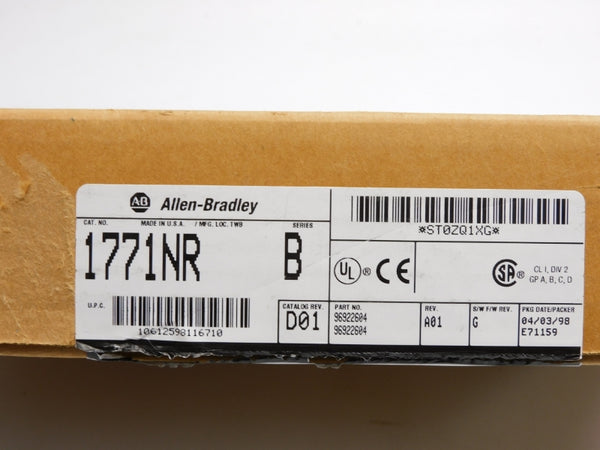 AB Allen-Bradley
CAT. NO. MADE IN U.S.A. / MFG. LOC. TWB SERIES
1771NR B
U.P.C.
10612598116710
CATALOG REV.
D01
*ST0ZQ1XG*
UL ® CE SA ® CL I, DIV 2
GP A, B, C, D
PART NO.
96922604
96922604
REV.
A01
S/W F/W REV.
G
PKG DATE/PACKER
04/03/98
E71159